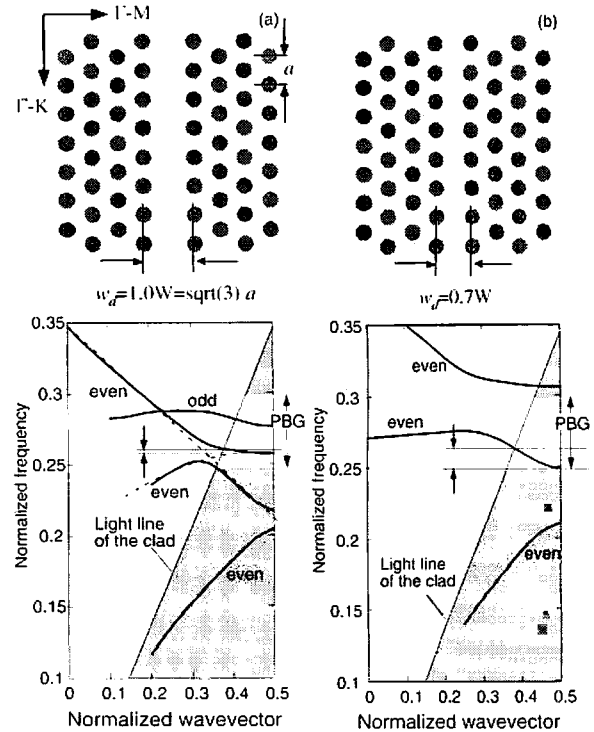 Γ-M
(a)
(b)
a
Γ-K
w_d=1.0W=sqrt(3) a
w_d=0.7W
0.35
0.3
0.25
0.2
0.15
0.1
Normalized frequency
even
odd
PBG
even
Light line
of the clad
even
0
0.1
0.2
0.3
0.4
0.5
Normalized wavevector
0.35
0.3
0.25
0.2
0.15
0.1
Normalized frequency
even
even
PBG
Light line
of the clad
even
0
0.1
0.2
0.3
0.4
0.5
Normalized wavevector